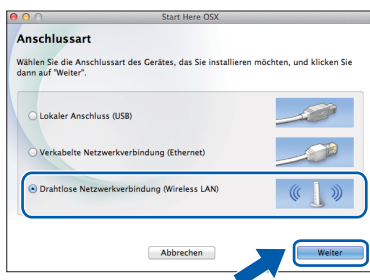 Start Here OSX
Anschlussart
Wählen Sie die Anschlussart des Gerätes, das Sie installieren möchten, und klicken Sie
dann auf "Weiter".
Lokaler Anschluss (USB)
Verkabelte Netzwerkverbindung (Ethernet)
Drahtlose Netzwerkverbindung (Wireless LAN)
Abbrechen
Weiter